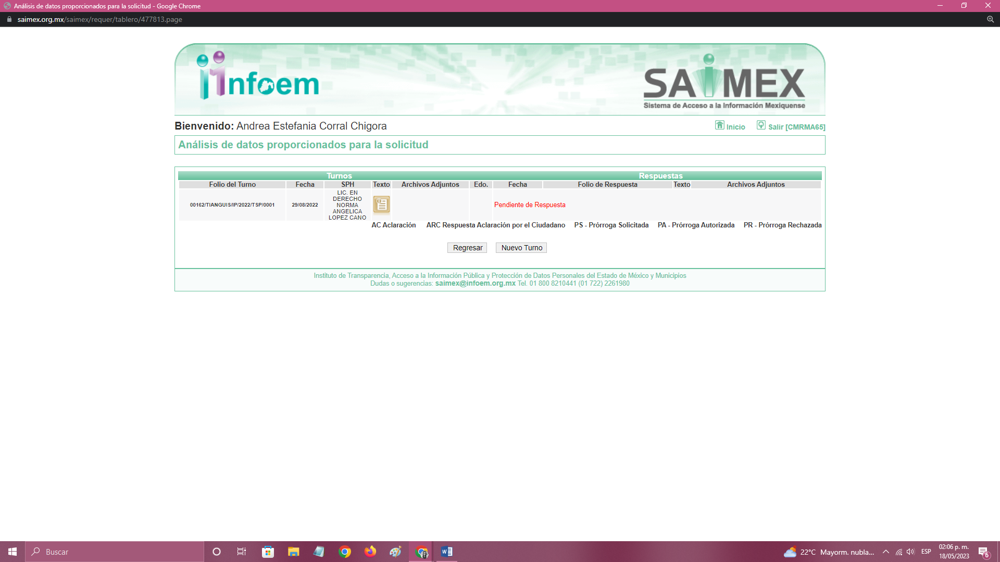 Análisis de datos proporcionados para la solicitud - Google Chrome
saimex.org.mx/saimex/requer/tablero/477813.page
infoem
SAIMEX
Sistema de Acceso a la Información Mexiquense
Bienvenido: Andrea Estefania Corral Chigora
Inicio Salir [CMRMA65]
Análisis de datos proporcionados para la solicitud
Turnos Respuestas
Folio del Turno Fecha SPH Texto Archivos Adjuntos Edo. Fecha Folio de Respuesta Texto Archivos Adjuntos
00162/TIANGUIS/IP/2022/TSP/0001 29/08/2022 LIC. EN DERECHO NORMA ANGELICA LOPEZ CANO Pendiente de Respuesta
AC Aclaración ARC Respuesta Aclaración por el Ciudadano PS - Prórroga Solicitada PA - Prórroga Autorizada PR - Prórroga Rechazada
Regresar Nuevo Turno
Instituto de Transparencia, Acceso a la Información Pública y Protección de Datos Personales del Estado de México y Municipios
Dudas o sugerencias: saimex@infoem.org.mx Tel. 01 800 8210441 (01 722) 2261980
Buscar
22°C Mayorm. nubla...
ESP
02:06 p. m.
18/05/2023
6